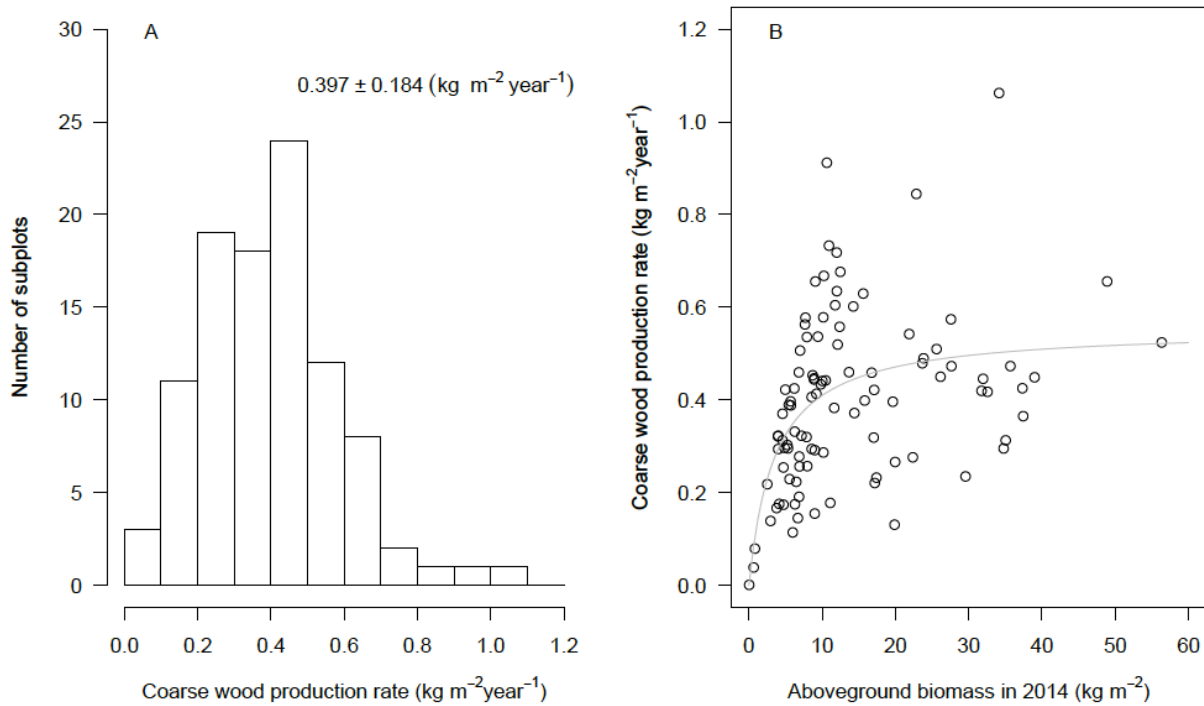 A
0.397 ± 0.184 (kg m⁻² year⁻¹)
Number of subplots
30
25
20
15
10
5
0
0.0 0.2 0.4 0.6 0.8 1.0 1.2
Coarse wood production rate (kg m⁻²year⁻¹)
B
Coarse wood production rate (kg m⁻²year⁻¹)
1.2
1.0
0.8
0.6
0.4
0.2
0.0
0 10 20 30 40 50 60
Aboveground biomass in 2014 (kg m⁻²)